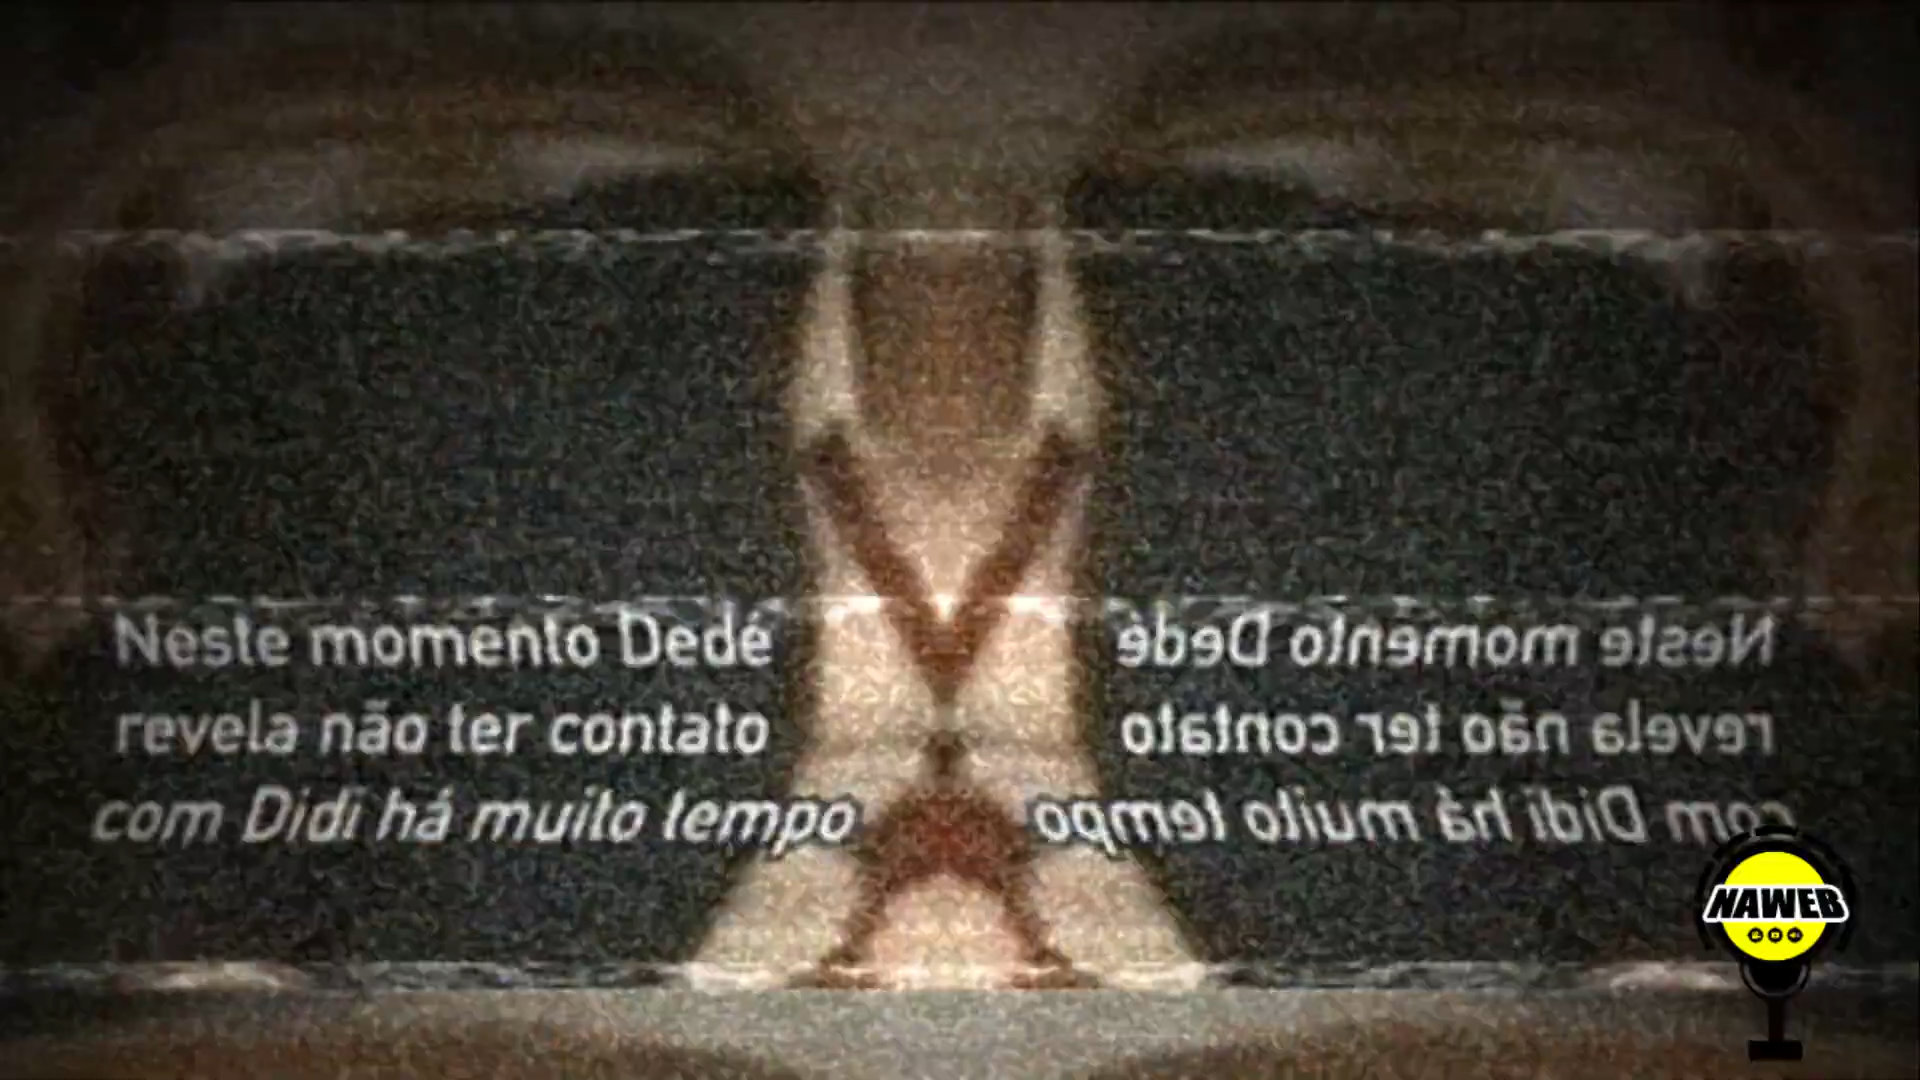 Neste momento Dedé
revela não ter contato
com Didi há muito tempo
Neste momento Dedé
revela não ter contato
com Didi há muito tempo
NAWEB